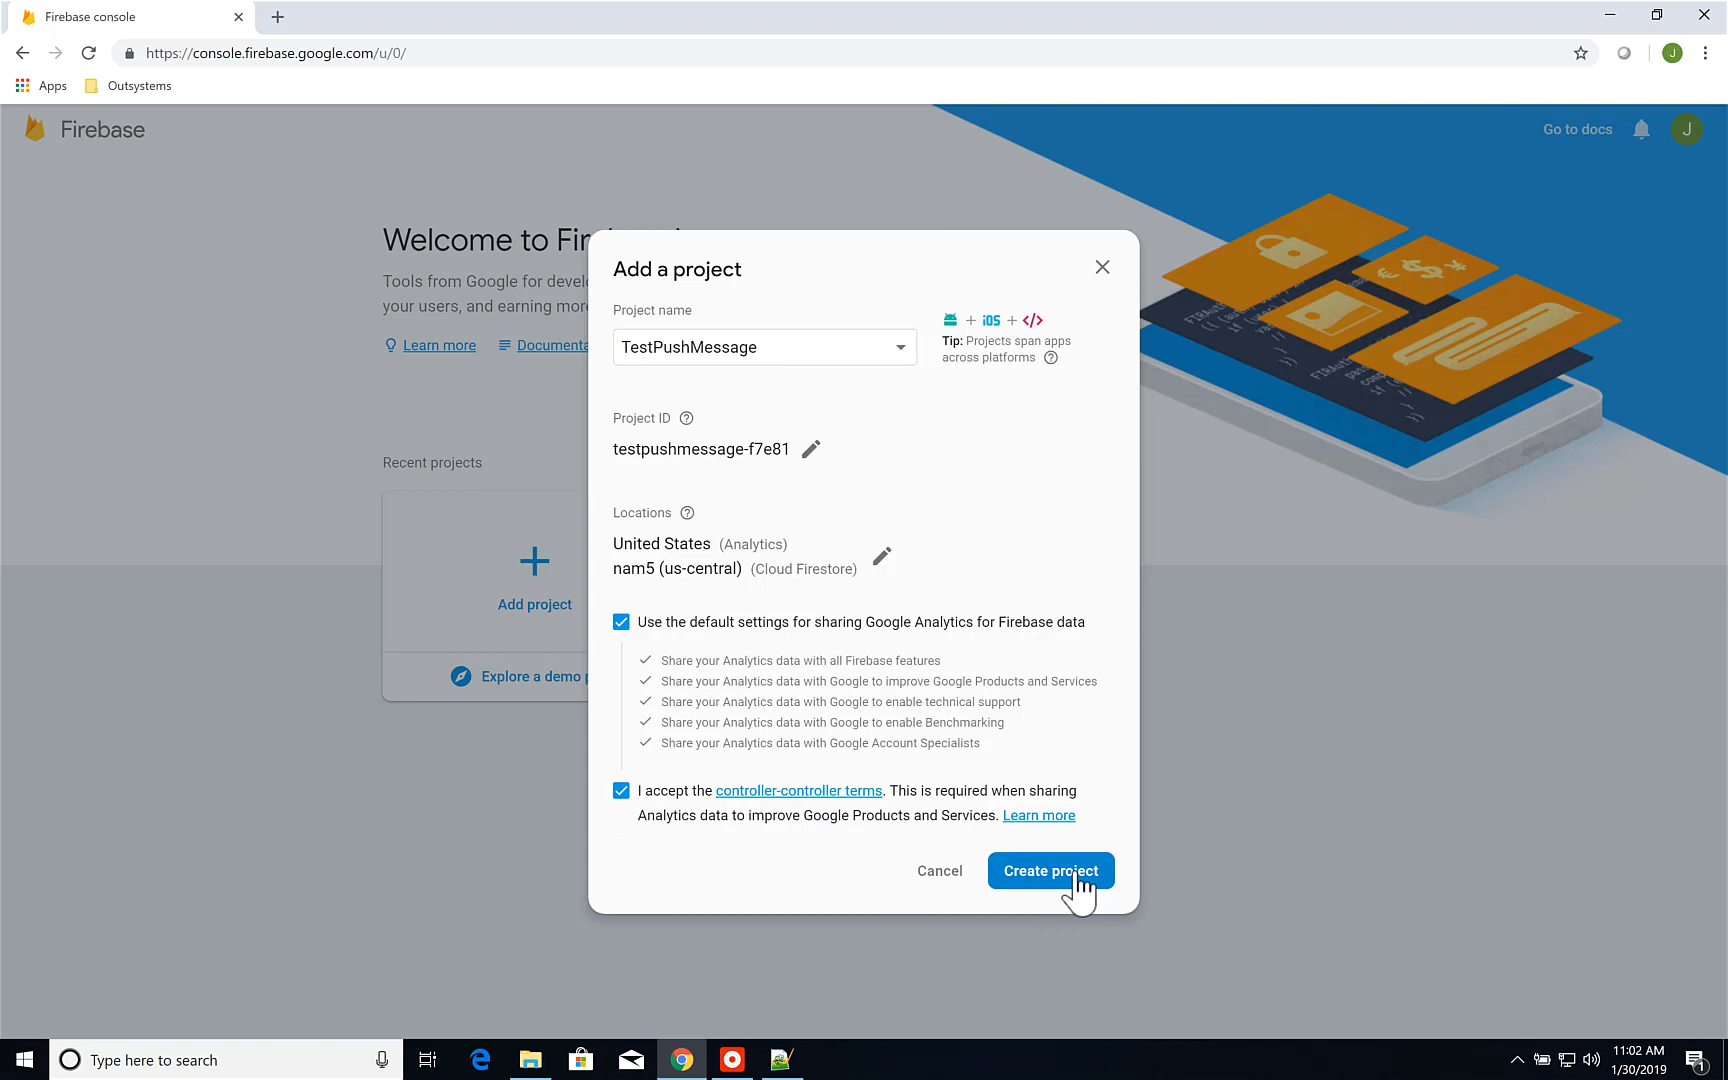 Firebase console
https://console.firebase.google.com/u/0/
J
Apps
Outsystems
Firebase
Go to docs
J
Welcome to Fir
Tools from Google for devel
your users, and earning more
Learn more
Documenta
Recent projects
Add project
Explore a demo p
Add a project
Project name
TestPushMessage
+ iOS + </>
Tip: Projects span apps
across platforms
Project ID
testpushmessage-f7e81
Locations
United States (Analytics)
nam5 (us-central) (Cloud Firestore)
Use the default settings for sharing Google Analytics for Firebase data
Share your Analytics data with all Firebase features
Share your Analytics data with Google to improve Google Products and Services
Share your Analytics data with Google to enable technical support
Share your Analytics data with Google to enable Benchmarking
Share your Analytics data with Google Account Specialists
I accept the controller-controller terms. This is required when sharing
Analytics data to improve Google Products and Services. Learn more
Cancel
Create project
Type here to search
11:02 AM
1/30/2019
1